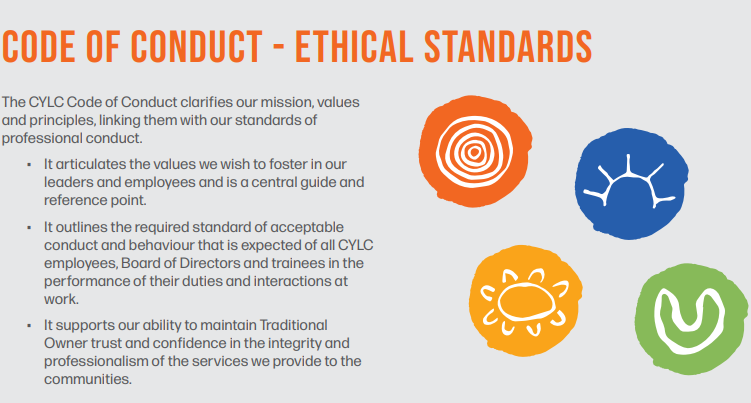 CODE OF CONDUCT - ETHICAL STANDARDS
The CYLC Code of Conduct clarifies our mission, values
and principles, linking them with our standards of
professional conduct.
▪ It articulates the values we wish to foster in our
leaders and employees and is a central guide and
reference point.
▪ It outlines the required standard of acceptable
conduct and behaviour that is expected of all CYLC
employees, Board of Directors and trainees in the
performance of their duties and interactions at
work.
▪ It supports our ability to maintain Traditional
Owner trust and confidence in the integrity and
professionalism of the services we provide to the
communities.